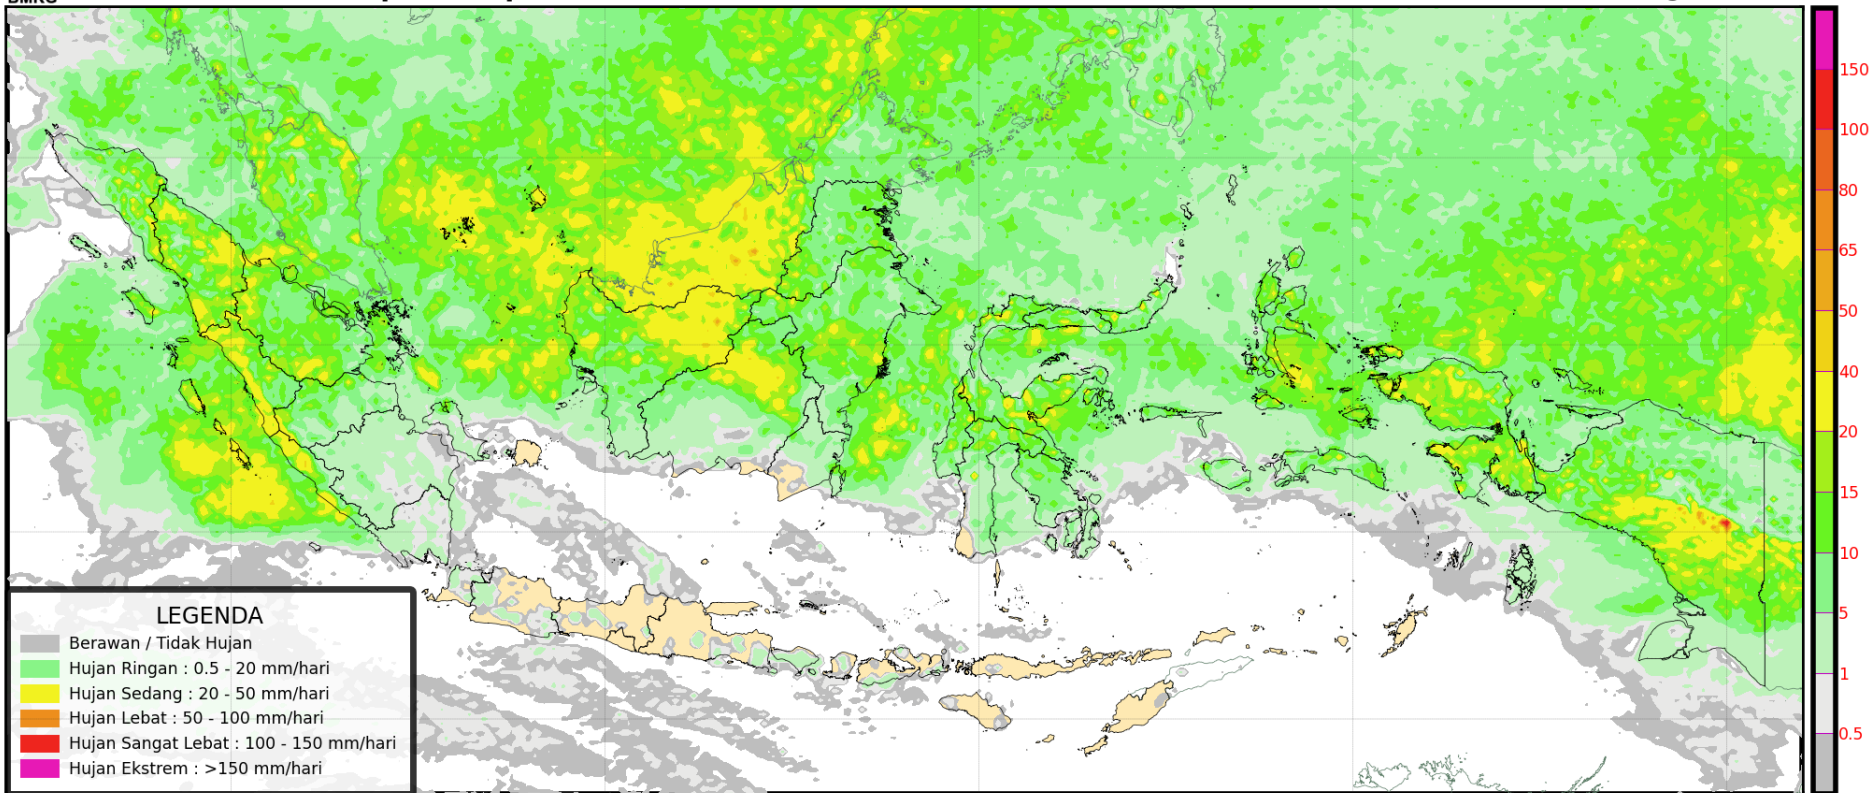 BMKG
LEGENDA
Berawan / Tidak Hujan
Hujan Ringan : 0.5 - 20 mm/hari
Hujan Sedang : 20 - 50 mm/hari
Hujan Lebat : 50 - 100 mm/hari
Hujan Sangat Lebat : 100 - 150 mm/hari
Hujan Ekstrem : >150 mm/hari
150
100
80
65
50
40
20
15
10
5
1
0.5